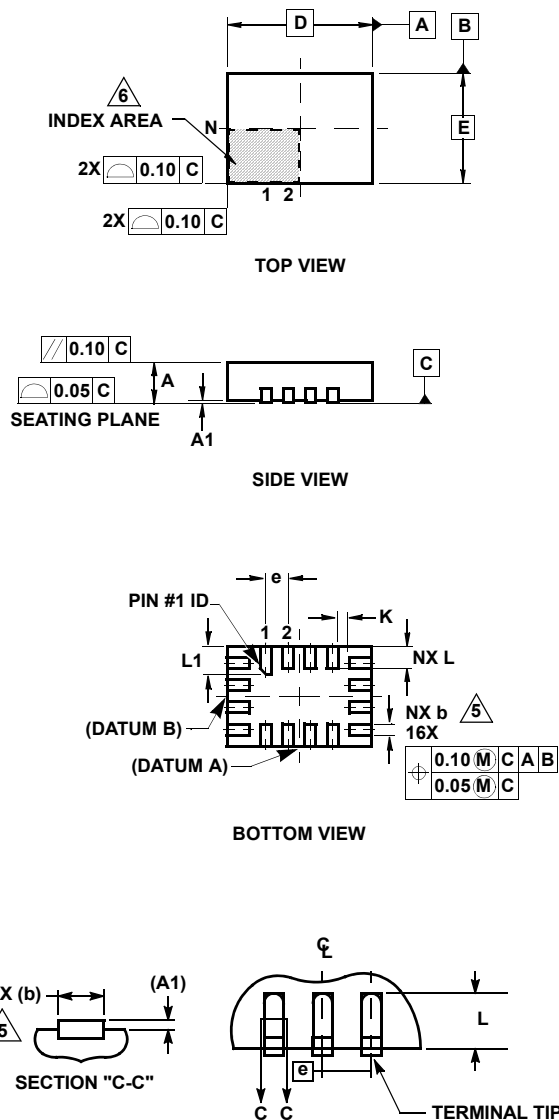 D A B
6
INDEX AREA N E
2X 0.10 C
1 2
2X 0.10 C
TOP VIEW
// 0.10 C
A C
0.05 C
SEATING PLANE
A1
SIDE VIEW
e
PIN #1 ID K
1 2
L1 NX L
NX b 5
16X
(DATUM B)
(DATUM A)
0.10 M C A B
0.05 M C
BOTTOM VIEW
CL
X (b) (A1)
5 L
SECTION "C-C" e
C C TERMINAL TIP